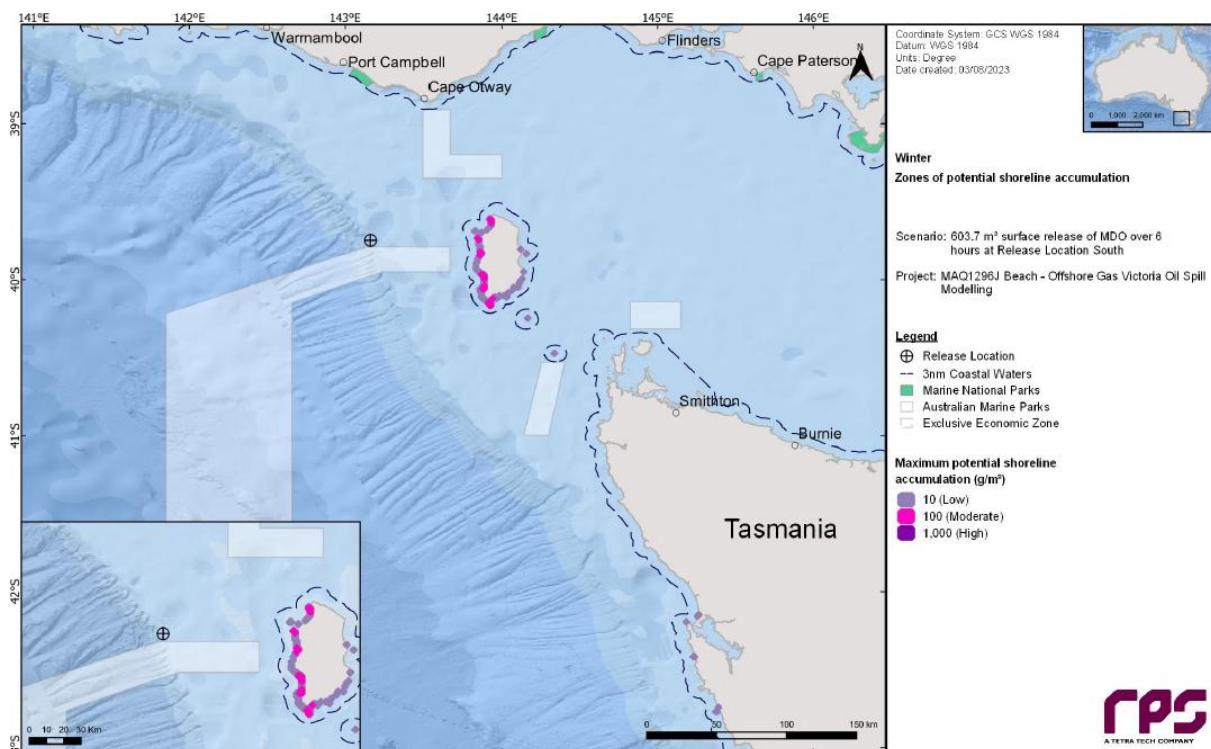 141°E 142°E 143°E 144°E 145°E 146°E
Warrnambool
Port Campbell
Cape Otway
Flinders
Cape Paterson
N
39°S
40°S
41°S
42°S
Smithton
Burnie
Tasmania
0 10 20 30 Km
0 50 100 150 km
Coordinate System: GCS WGS 1984
Datum: WGS 1984
Units: Degree
Date created: 03/08/2023
0 1,000 2,000 km
Winter
Zones of potential shoreline accumulation
Scenario: 603.7 m³ surface release of MDO over 6
hours at Release Location South
Project: MAQ1296J Beach - Offshore Gas Victoria Oil Spill
Modelling
Legend
Release Location
3nm Coastal Waters
Marine National Parks
Australian Marine Parks
Exclusive Economic Zone
Maximum potential shoreline
accumulation (g/m²)
10 (Low)
100 (Moderate)
1,000 (High)
rps
A TETRA TECH COMPANY